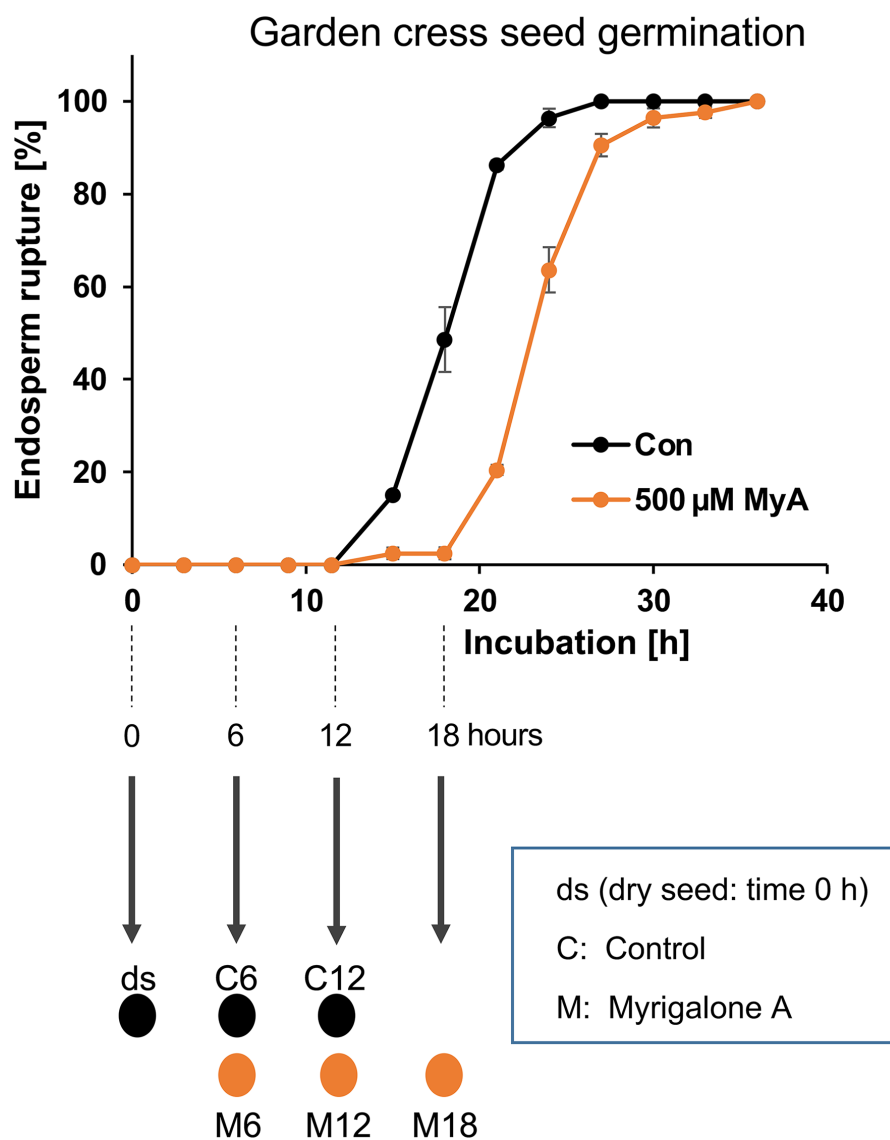 Garden cress seed germination
Endosperm rupture [%]
100
80
60
40
20
0
Con
500 µM MyA
0 10 20 30 40
Incubation [h]
0 6 12 18 hours
ds (dry seed: time 0 h)
C: Control
M: Myrigalone A
ds C6 C12
M6 M12 M18